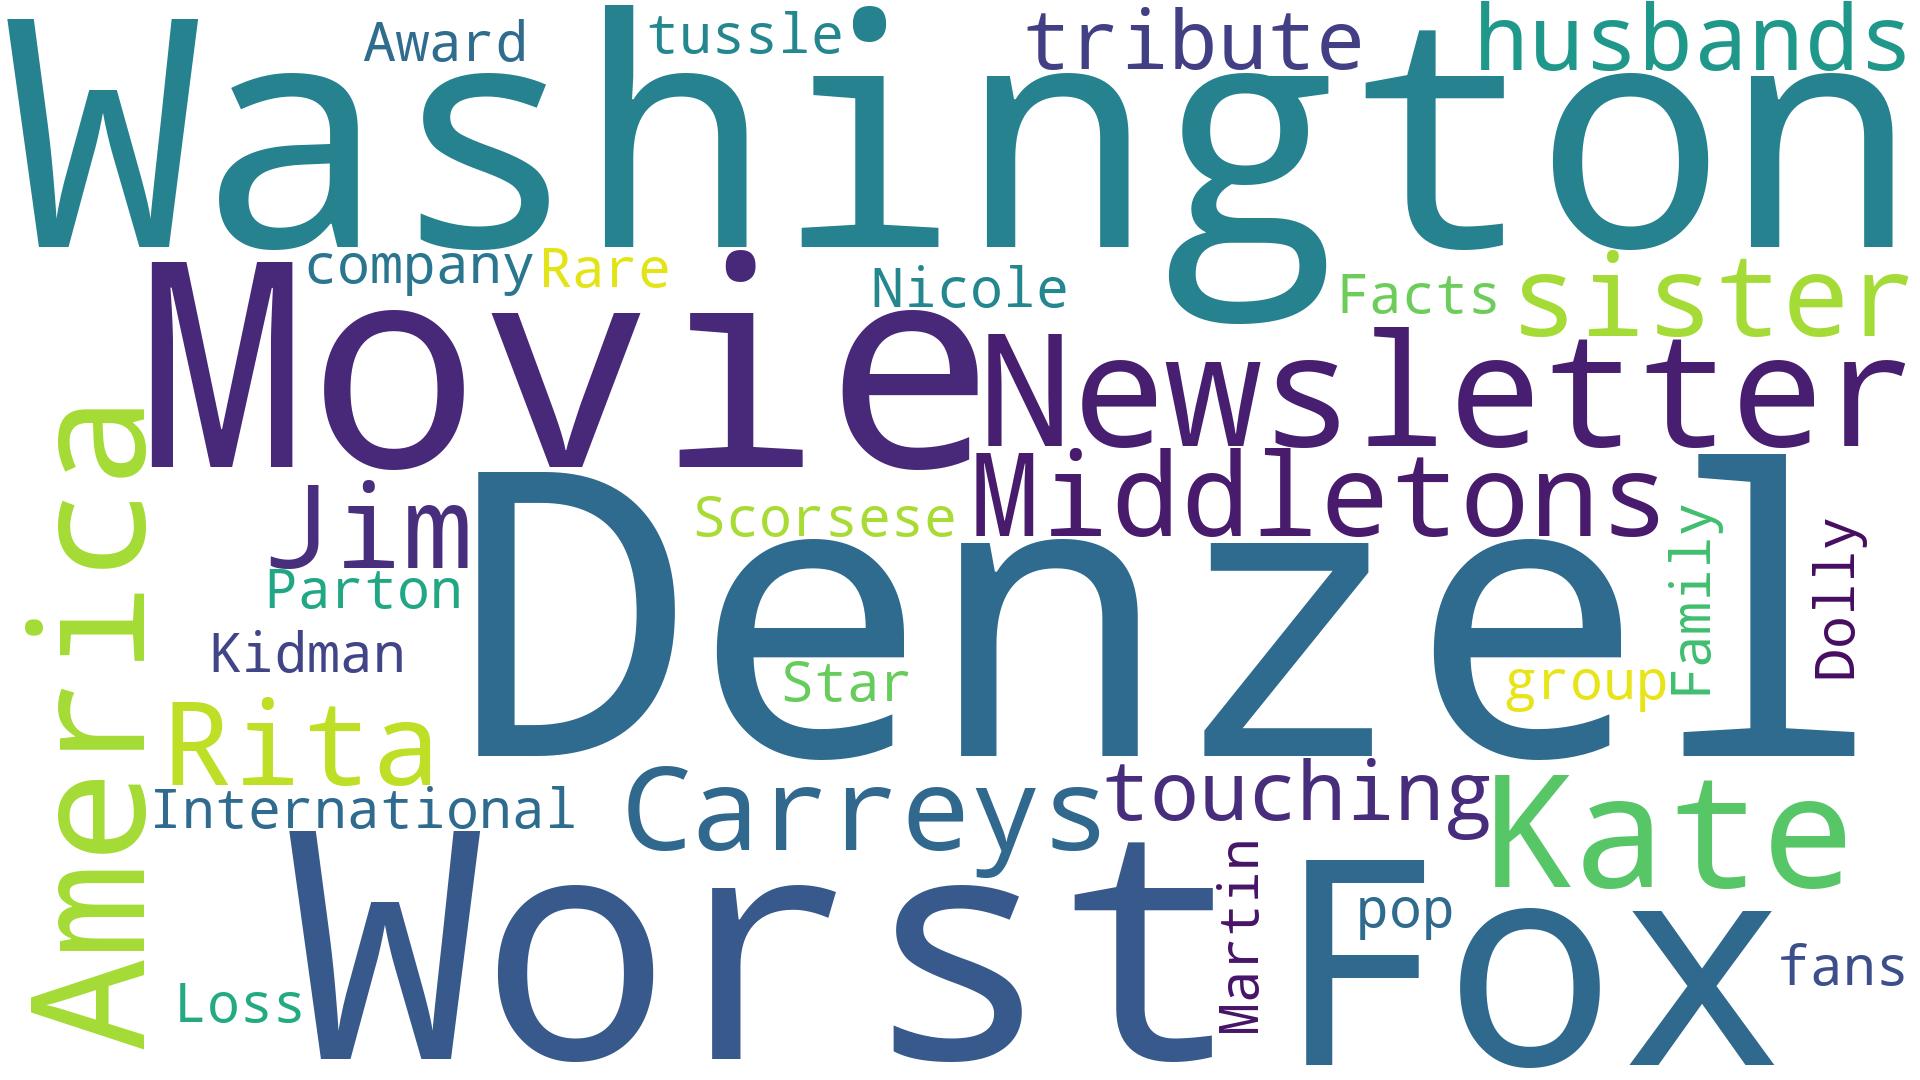 Washington
Award
tussle
tribute
husbands
company
Rare
Nicole
Facts
sister
Movie
Newsletter
America
Jim
Scorsese
Middletons
Denzel
Parton
Kidman
Star
group
Family
Dolly
Rita
International
Carreys
touching
Kate
Worst
Martin
Fox
pop
fans
Loss